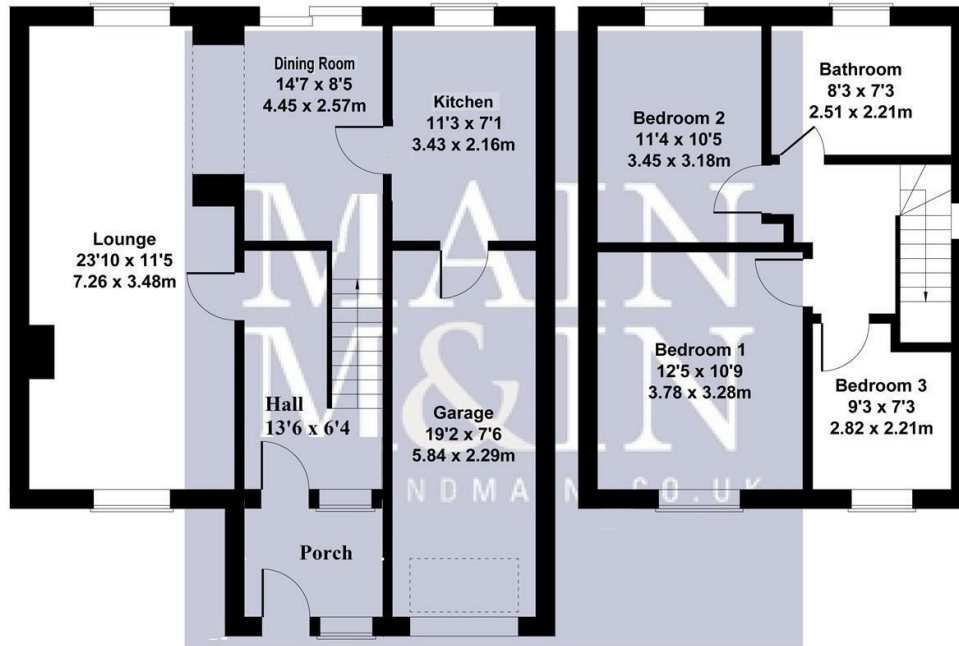 Dining Room
14'7 x 8'5
4.45 x 2.57m
Kitchen
11'3 x 7'1
3.43 x 2.16m
Lounge
23'10 x 11'5
7.26 x 3.48m
Hall
13'6 x 6'4
Garage
19'2 x 7'6
5.84 x 2.29m
Porch
Bedroom 2
11'4 x 10'5
3.45 x 3.18m
Bathroom
8'3 x 7'3
2.51 x 2.21m
Bedroom 1
12'5 x 10'9
3.78 x 3.28m
Bedroom 3
9'3 x 7'3
2.82 x 2.21m
MAIN
&